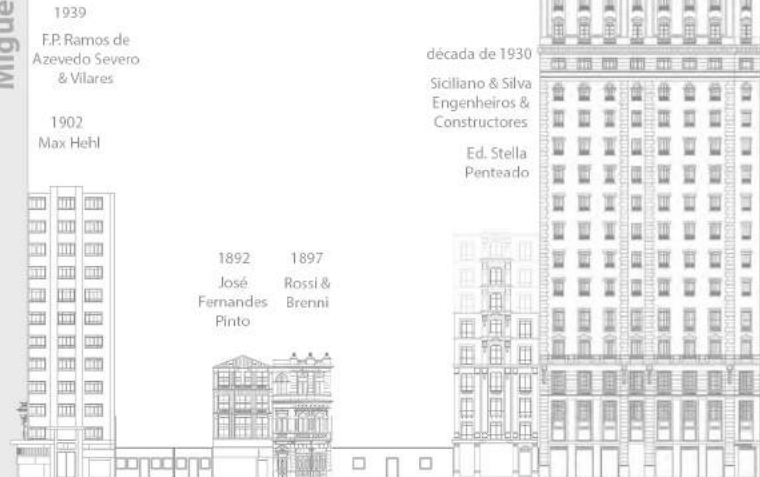 Migue
1939
F.P. Ramos de
Azevedo Severo
& Vilares
1902
Max Hehl
1892
José
Fernandes
Pinto
1897
Rossi &
Brenni
década de 1930
Siciliano & Silva
Engenheiros &
Constructores
Ed. Stella
Penteado